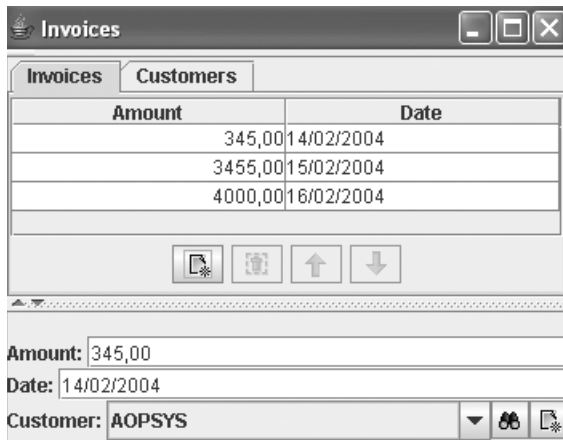 Invoices
Invoices Customers
Amount Date
345,00 14/02/2004
3455,00 15/02/2004
4000,00 16/02/2004
Amount: 345,00
Date: 14/02/2004
Customer: AOPSYS